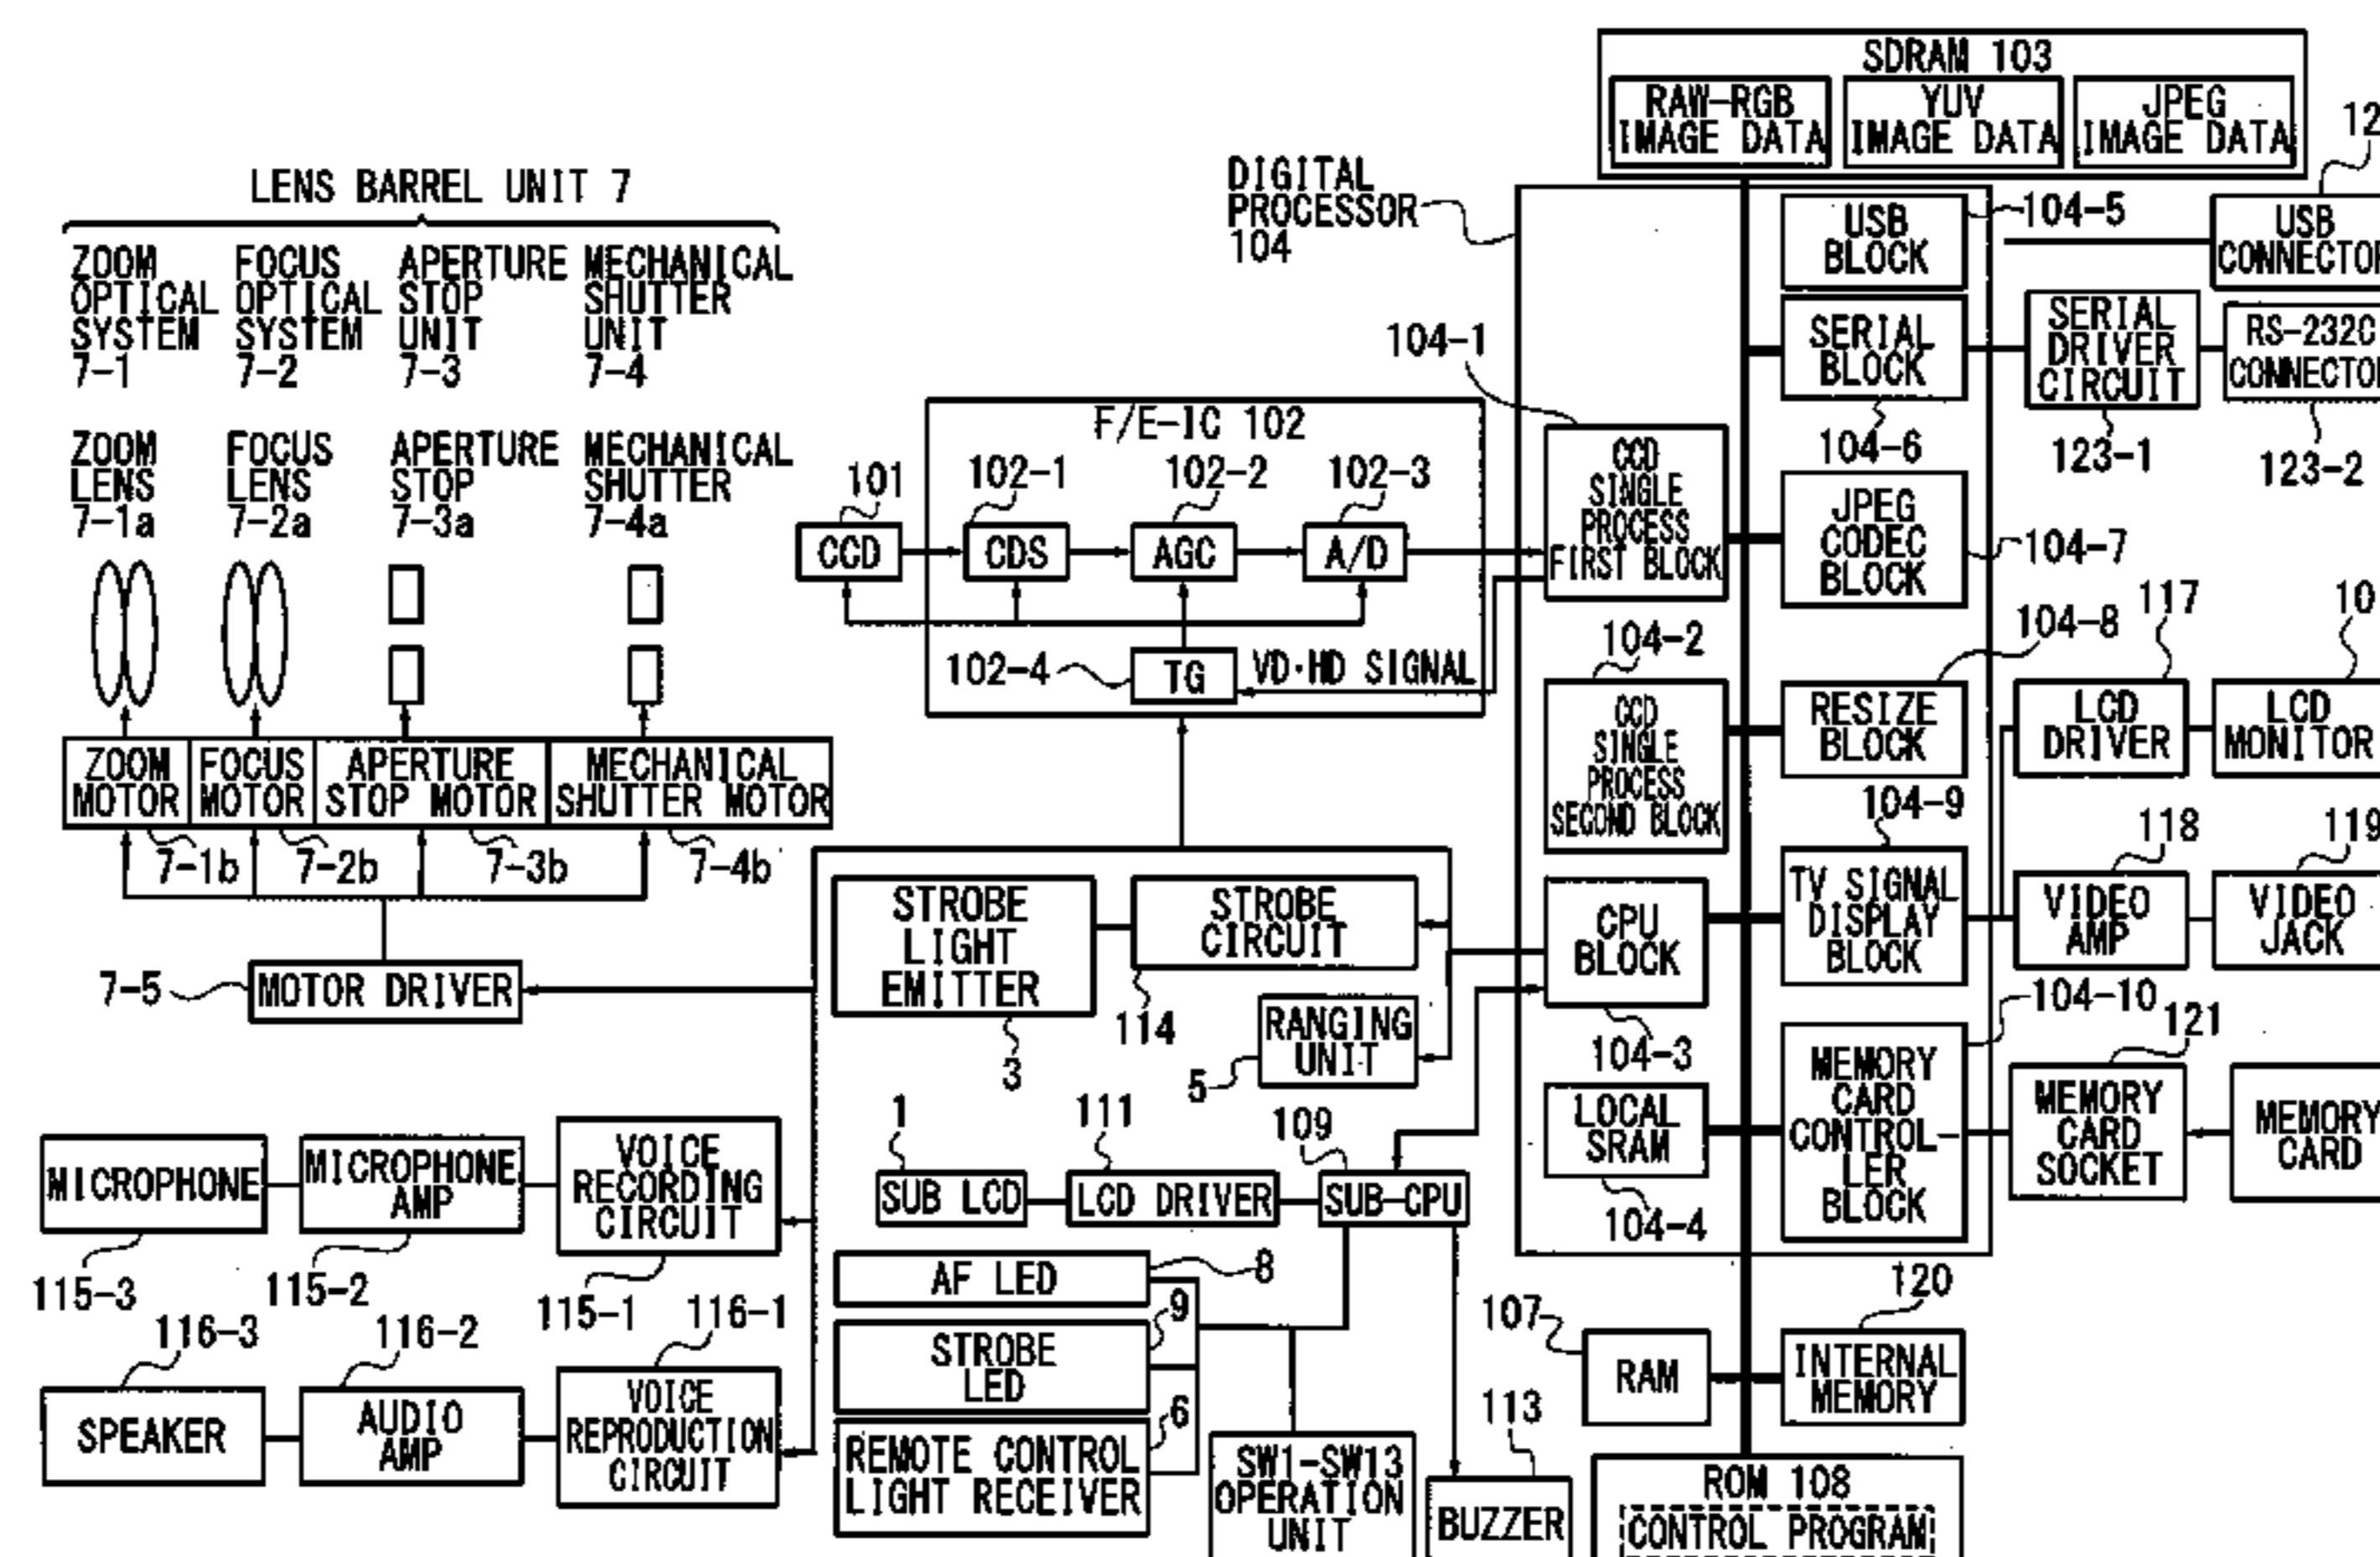 SDRAM 103
RAW-RGB
IMAGE DATA
YUV
IMAGE DATA
JPEG
IMAGE DATA
LENS BARREL UNIT 7
ZOOM
OPTICAL
SYSTEM
7-1
FOCUS
OPTICAL
SYSTEM
7-2
APERTURE
STOP
UNIT
7-3
MECHANICAL
SHUTTER
UNIT
7-4
ZOOM
LENS
7-1a
FOCUS
LENS
7-2a
APERTURE
STOP
7-3a
MECHANICAL
SHUTTER
7-4a
ZOOM
MOTOR
FOCUS
MOTOR
APERTURE
STOP MOTOR
MECHANICAL
SHUTTER MOTOR
7-1b
7-2b
7-3b
7-4b
7-5
MOTOR DRIVER
DIGITAL
PROCESSOR
104
104-1
F/E-IC 102
101
102-1
102-2
102-3
CCD
CDS
AGC
A/D
102-4
TG
VD·HD SIGNAL
CCD
SINGLE
PROCESS
FIRST BLOCK
104-2
CCD
SINGLE
PROCESS
SECOND BLOCK
CPU
BLOCK
104-3
LOCAL
SRAM
104-4
USB
BLOCK
104-5
USB
SERIAL
BLOCK
104-6
SERIAL
DRIVER
CIRCUIT
123-1
RS-232C
123-2
JPEG
CODEC
BLOCK
104-7
104-8
RESIZE
BLOCK
117
LCD
DRIVER
10
LCD
MONITOR
104-9
TV SIGNAL
DISPLAY
BLOCK
118
VIDEO
AMP
119
VIDEO
JACK
104-10
MEMORY
CARD
CONTROL-
LER
BLOCK
121
MEMORY
CARD
SOCKET
MEMORY
CARD
STROBE
LIGHT
EMITTER
3
STROBE
CIRCUIT
114
RANGING
UNIT
5
1
SUB LCD
111
LCD DRIVER
109
SUB-CPU
MICROPHONE
115-3
MICROPHONE
AMP
115-2
VOICE
RECORDING
CIRCUIT
115-1
116-3
SPEAKER
116-2
AUDIO
AMP
116-1
VOICE
REPRODUCTION
CIRCUIT
AF LED
8
STROBE
LED
9
REMOTE CONTROL
LIGHT RECEIVER
6
SW1-SW13
OPERATION
UNIT
113
BUZZER
107
RAM
120
INTERNAL
MEMORY
ROM 108
CONTROL PROGRAM